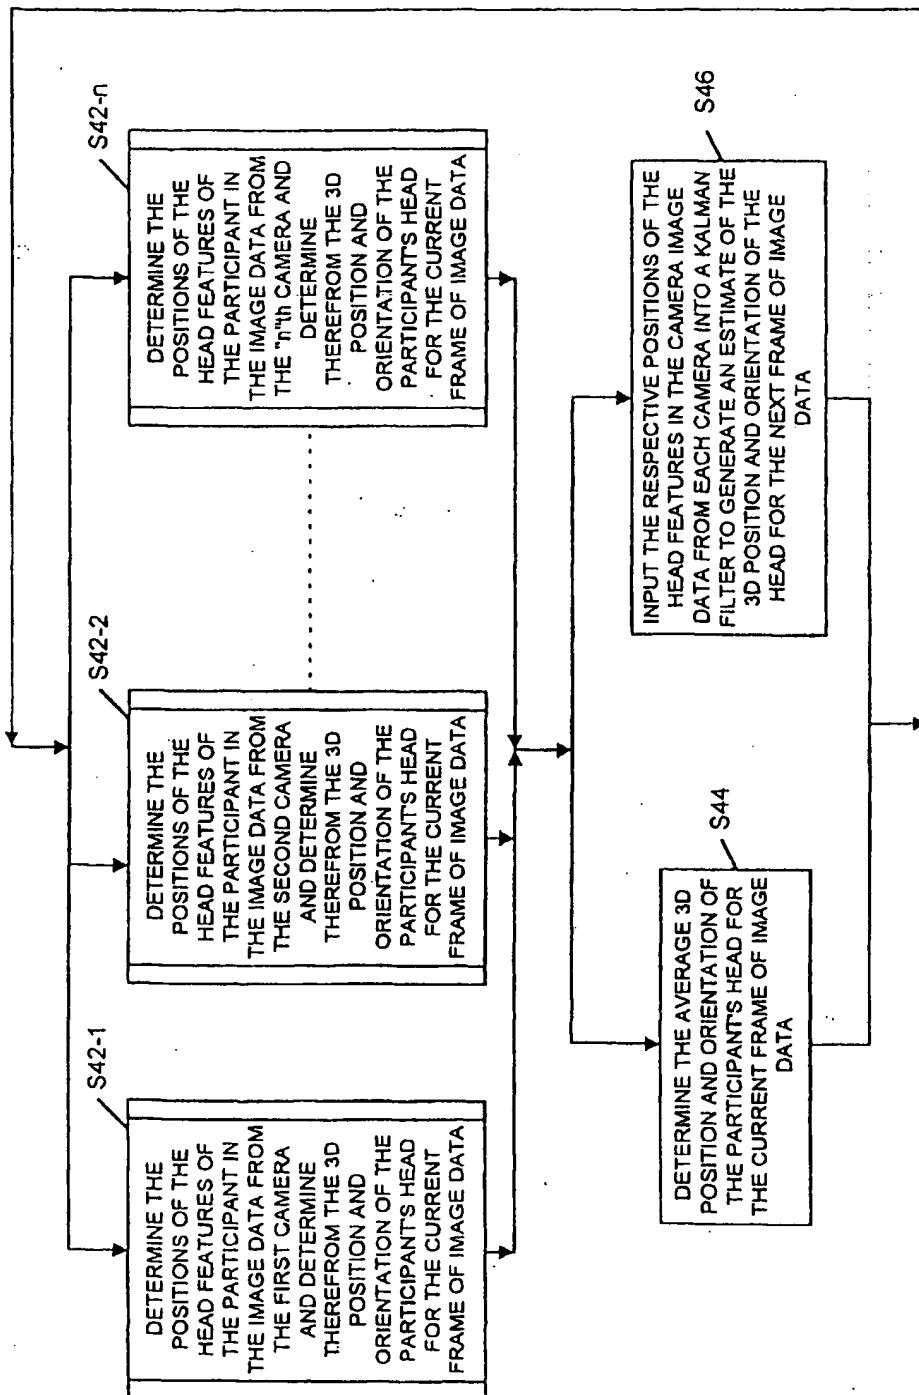 S42-1
DETERMINE THE
POSITIONS OF THE
HEAD FEATURES OF
THE PARTICIPANT IN
THE IMAGE DATA FROM
THE FIRST CAMERA
AND DETERMINE
THEREFROM THE 3D
POSITION AND
ORIENTATION OF THE
PARTICIPANT'S HEAD
FOR THE CURRENT
FRAME OF IMAGE DATA
S42-2
DETERMINE THE
POSITIONS OF THE
HEAD FEATURES OF
THE PARTICIPANT IN
THE IMAGE DATA FROM
THE SECOND CAMERA
AND DETERMINE
THEREFROM THE 3D
POSITION AND
ORIENTATION OF THE
PARTICIPANT'S HEAD
FOR THE CURRENT
FRAME OF IMAGE DATA
S42-n
DETERMINE THE
POSITIONS OF THE
HEAD FEATURES OF
THE PARTICIPANT IN
THE IMAGE DATA FROM
THE "n"th CAMERA AND
DETERMINE
THEREFROM THE 3D
POSITION AND
ORIENTATION OF THE
PARTICIPANT'S HEAD
FOR THE CURRENT
FRAME OF IMAGE DATA
S44
DETERMINE THE AVERAGE 3D
POSITION AND ORIENTATION OF
THE PARTICIPANT'S HEAD FOR
THE CURRENT FRAME OF IMAGE
DATA
S46
INPUT THE RESPECTIVE POSITIONS OF THE
HEAD FEATURES IN THE CAMERA IMAGE
DATA FROM EACH CAMERA INTO A KALMAN
FILTER TO GENERATE AN ESTIMATE OF THE
3D POSITION AND ORIENTATION OF THE
HEAD FOR THE NEXT FRAME OF IMAGE
DATA